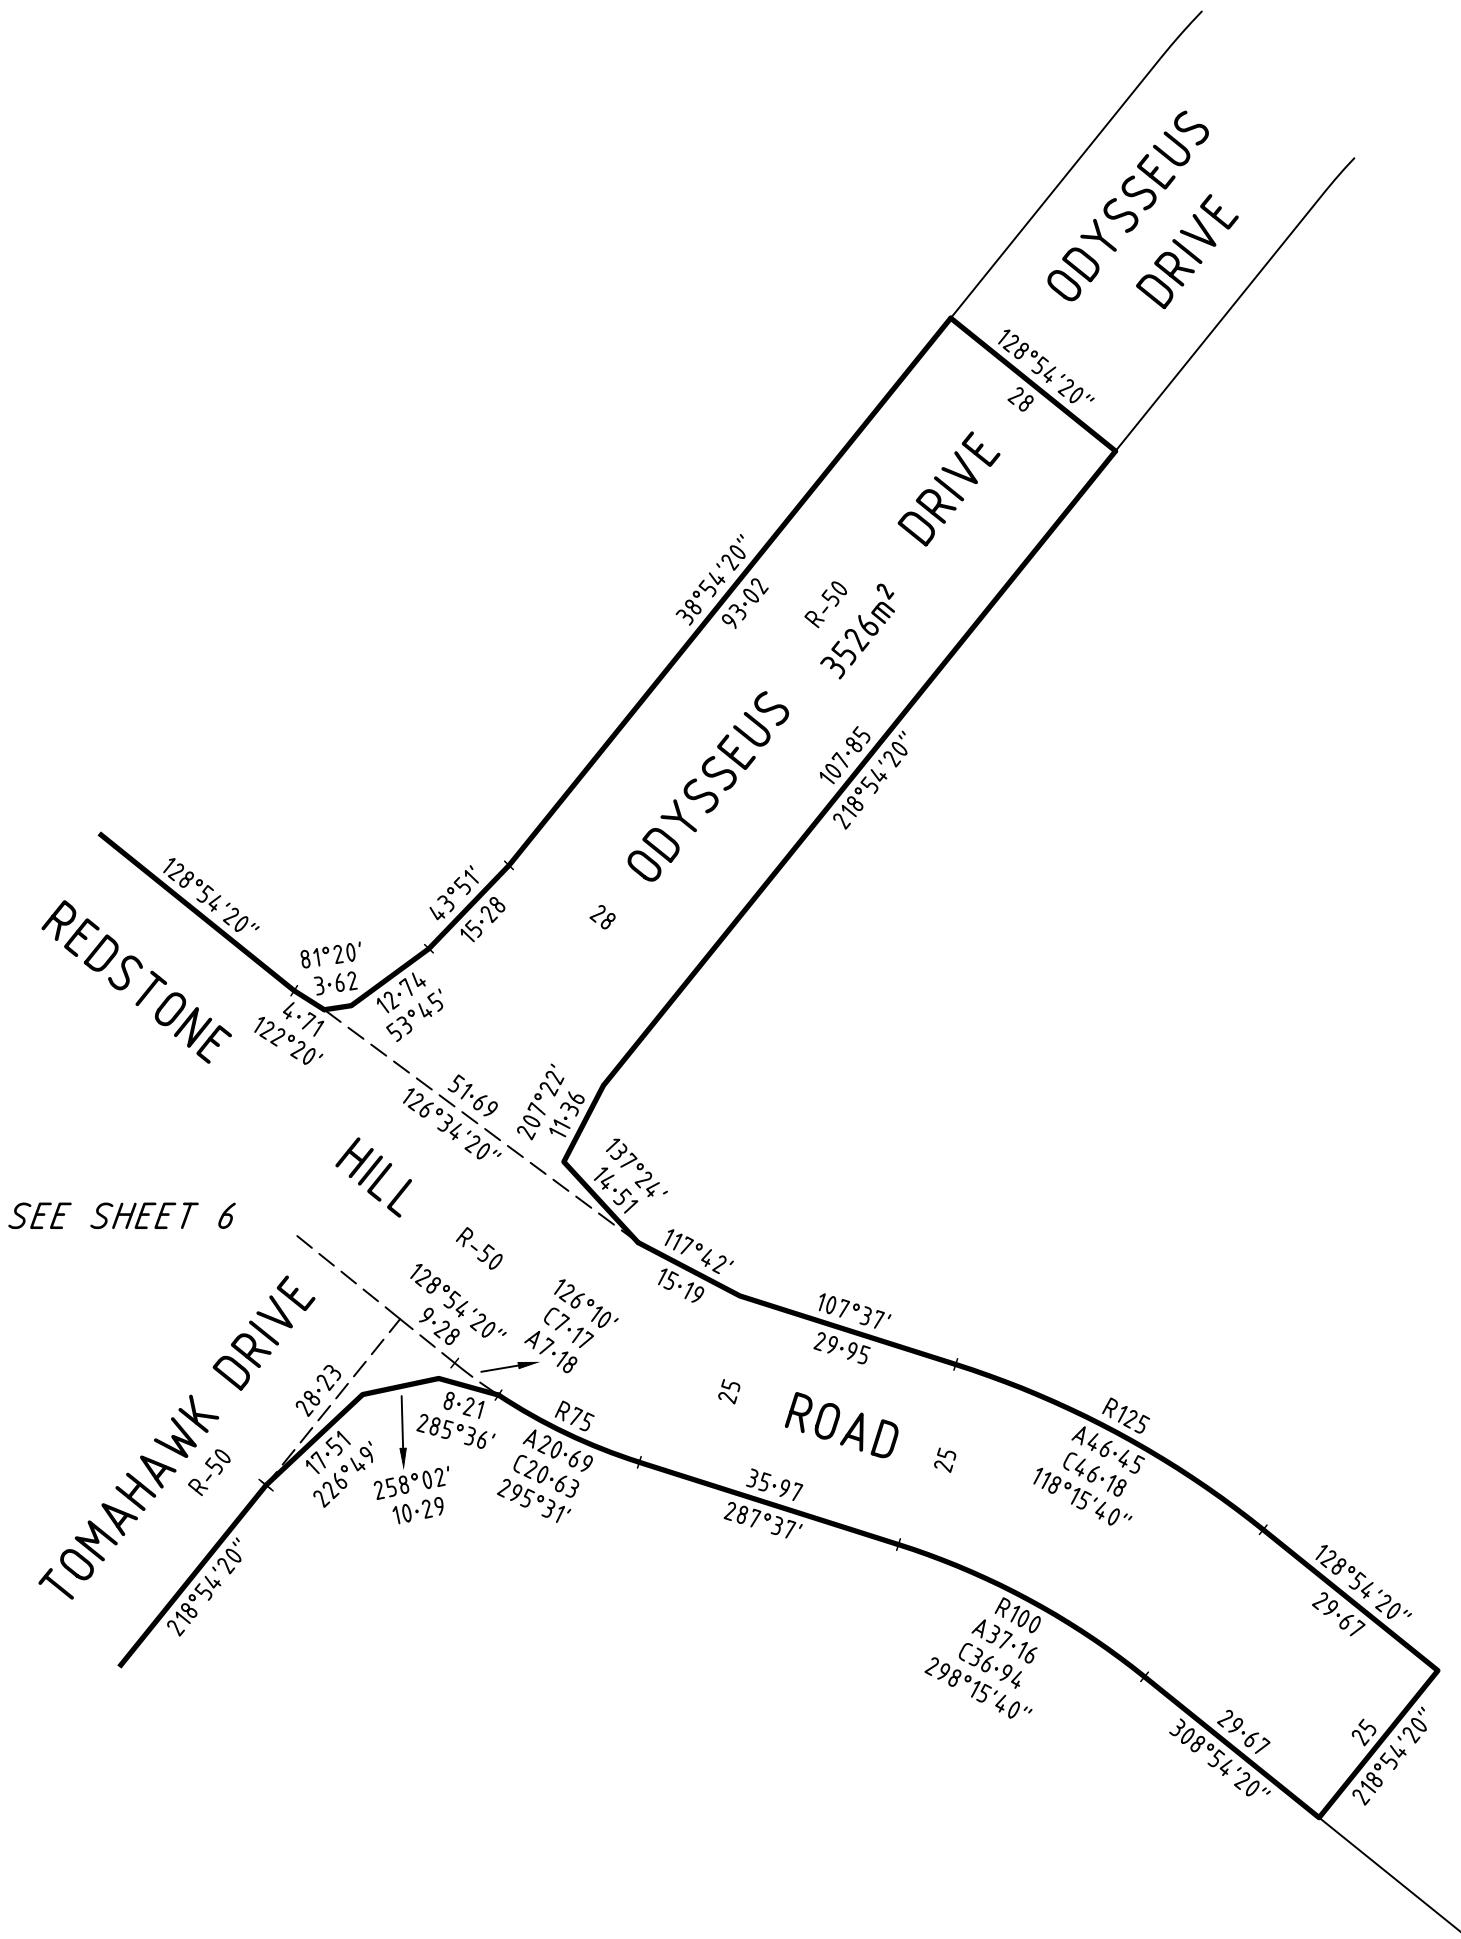 ODYSSEUS
DRIVE
128°54'20"
28
ODYSSEUS DRIVE
R-50
3526m²
38°54'20"
93·02
107·85
218°54'20"
28
43°51'
15·28
128°54'20"
81°20'
3·62
4·71
122°20'
12·74
53°45'
REDSTONE
HILL
ROAD
51·69
126°34'20"
207°22'
11·36
137°24'
14·51
SEE SHEET 6
R-50
117°42'
15·19
128°54'20"
9·28
126°10'
C7·17
A7·18
107°37'
29·95
TOMAHAWK DRIVE
R-50
28·23
17·51
226°49'
258°02'
10·29
8·21
285°36'
R75
A20·69
C20·63
295°31'
25
25
35·97
287°37'
R125
A46·45
C46·18
118°15'40"
218°54'20"
R100
A37·16
C36·94
298°15'40"
128°54'20"
29·67
29·67
308°54'20"
25
218°54'20"